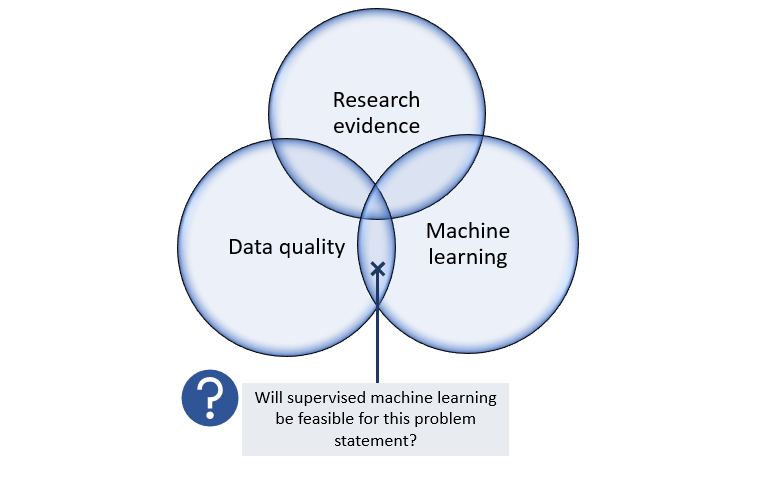 Research
evidence
Data quality
Machine
learning
?
Will supervised machine learning
be feasible for this problem
statement?